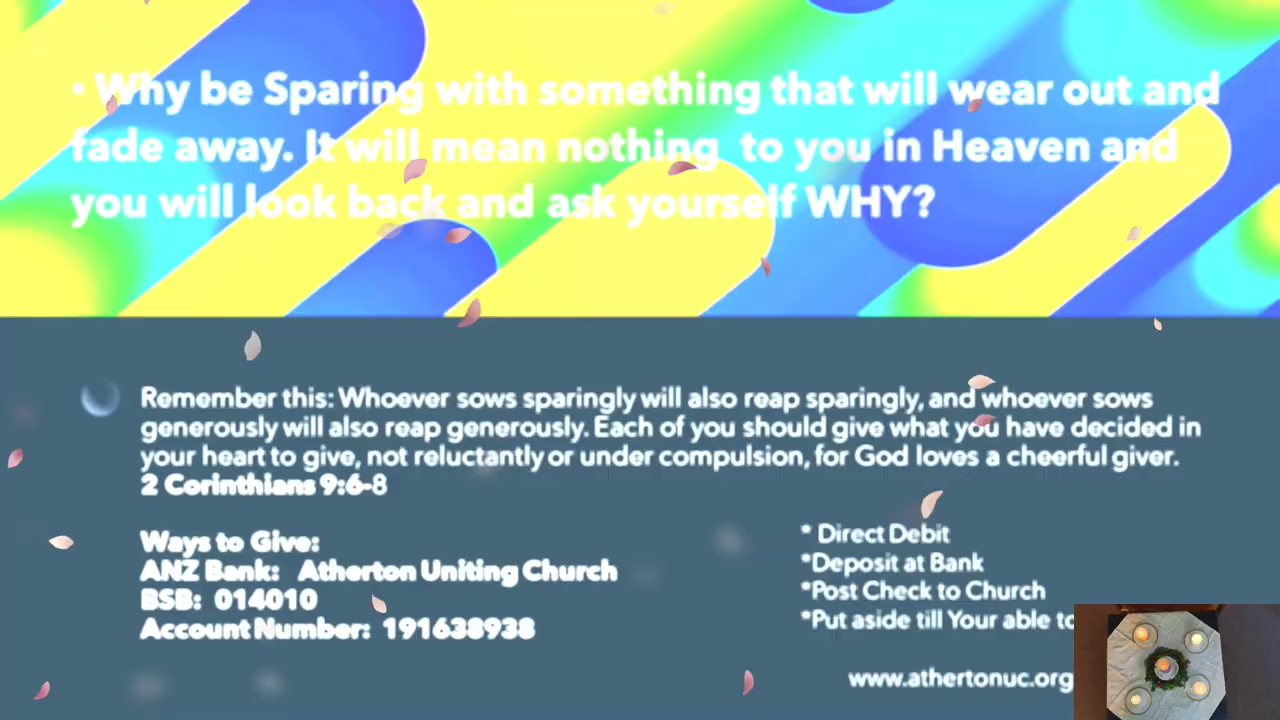 • Why be Sparing with something that will wear out and
fade away. It will mean nothing to you in Heaven and
you will look back and ask yourself WHY?
Remember this: Whoever sows sparingly will also reap sparingly, and whoever sows
generously will also reap generously. Each of you should give what you have decided in
your heart to give, not reluctantly or under compulsion, for God loves a cheerful giver.
2 Corinthians 9:6-8
Ways to Give:
ANZ Bank: Atherton Uniting Church
BSB: 014010
Account Number: 191638938
* Direct Debit
*Deposit at Bank
*Post Check to Church
*Put aside till Your able to
www.athertonuc.org